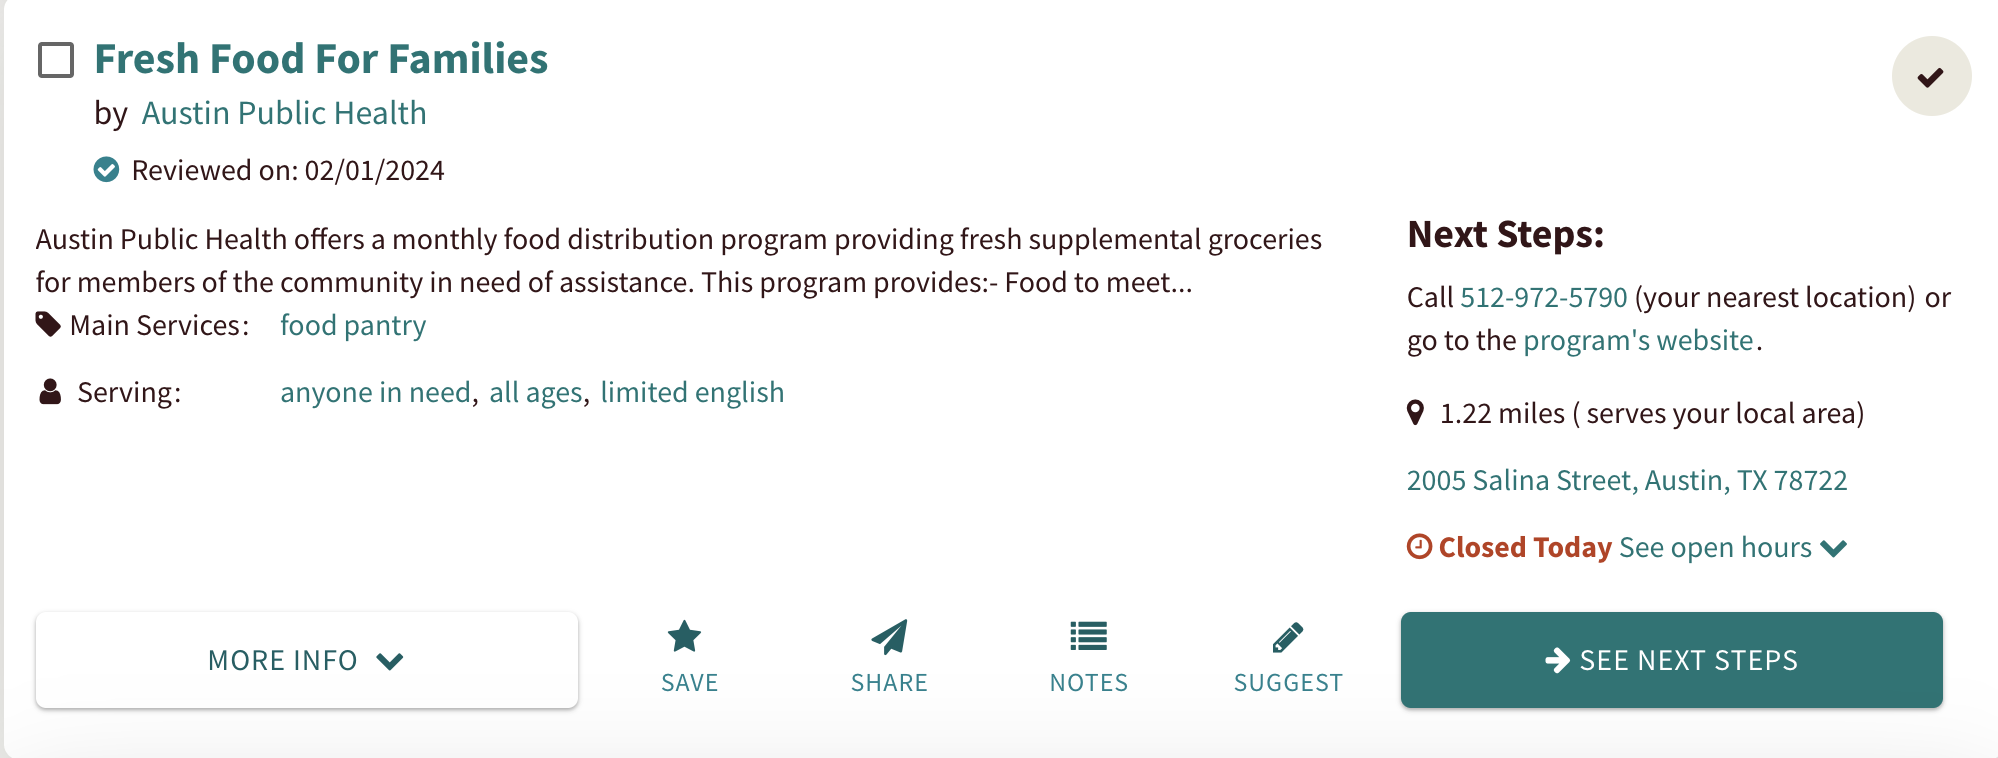 Fresh Food For Families
by Austin Public Health
Reviewed on: 02/01/2024
Austin Public Health offers a monthly food distribution program providing fresh supplemental groceries
for members of the community in need of assistance. This program provides:- Food to meet...
Main Services: food pantry
Serving: anyone in need, all ages, limited english
Next Steps:
Call 512-972-5790 (your nearest location) or
go to the program's website.
1.22 miles ( serves your local area)
2005 Salina Street, Austin, TX 78722
Closed Today See open hours
MORE INFO
SAVE
SHARE
NOTES
SUGGEST
SEE NEXT STEPS